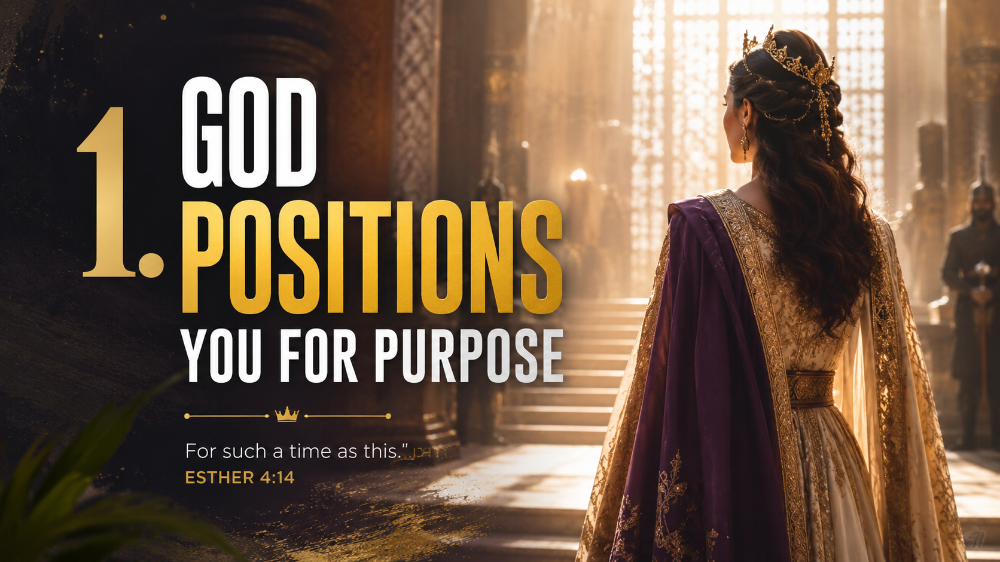 1.
GOD
POSITIONS
YOU FOR PURPOSE
For such a time as this.”
ESTHER 4:14